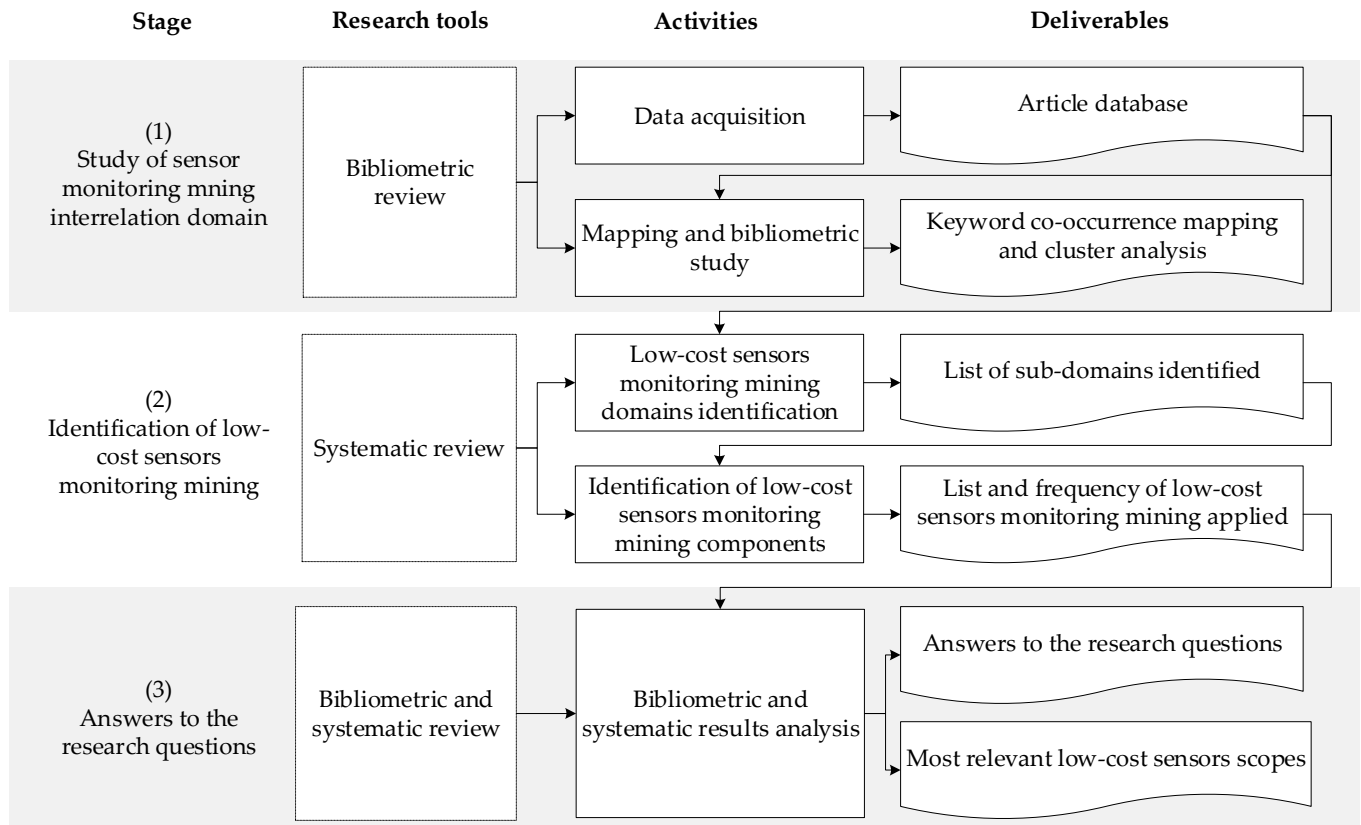 Stage
Research tools
Activities
Deliverables
(1)
Study of sensor
monitoring mning
interrelation domain
Bibliometric
review
Data acquisition
Article database
Mapping and bibliometric
study
Keyword co-occurrence mapping
and cluster analysis
(2)
Identification of low-
cost sensors
monitoring mining
Systematic review
Low-cost sensors
monitoring mining
domains identification
List of sub-domains identified
Identification of low-cost
sensors monitoring
mining components
List and frequency of low-cost
sensors monitoring mining applied
(3)
Answers to the
research questions
Bibliometric and
systematic review
Bibliometric and
systematic results analysis
Answers to the research questions
Most relevant low-cost sensors scopes